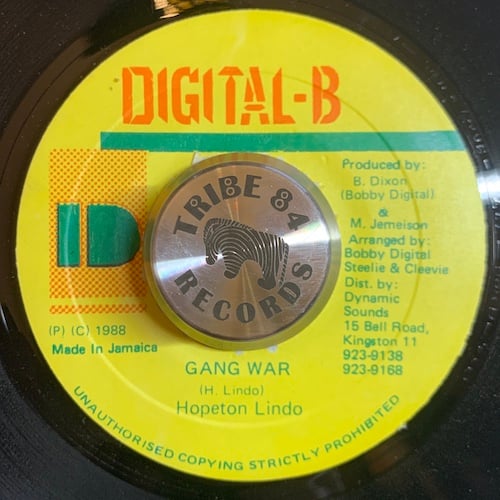 DIGITAL-B
Produced by:
B. Dixon
(Bobby Digital)
&
M. Jemeison
Arranged by:
Bobby Digital
Steelie & Cleevie
Dist. by:
Dynamic
Sounds
15 Bell Road,
Kingston 11
923-9138
923-9168
ID
TRIBE 84
RECORDS
(P) (C) 1988
Made In Jamaica
GANG WAR
(H. Lindo)
Hopeton Lindo
UNAUTHORISED COPYING STRICTLY PROHIBITED